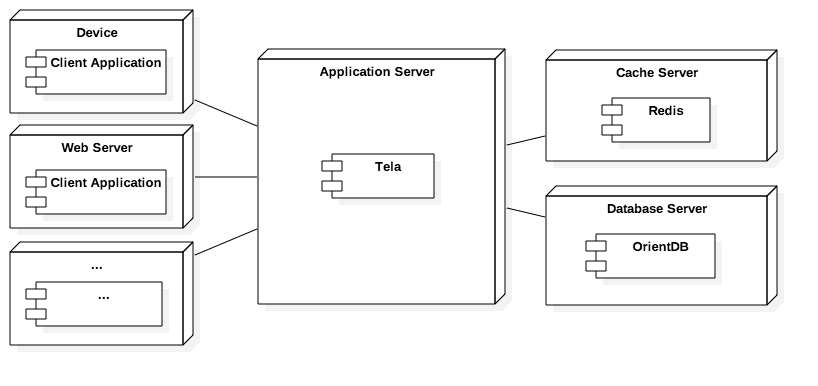 Device
Client Application
Web Server
Client Application
...
...
Application Server
Tela
Cache Server
Redis
Database Server
OrientDB